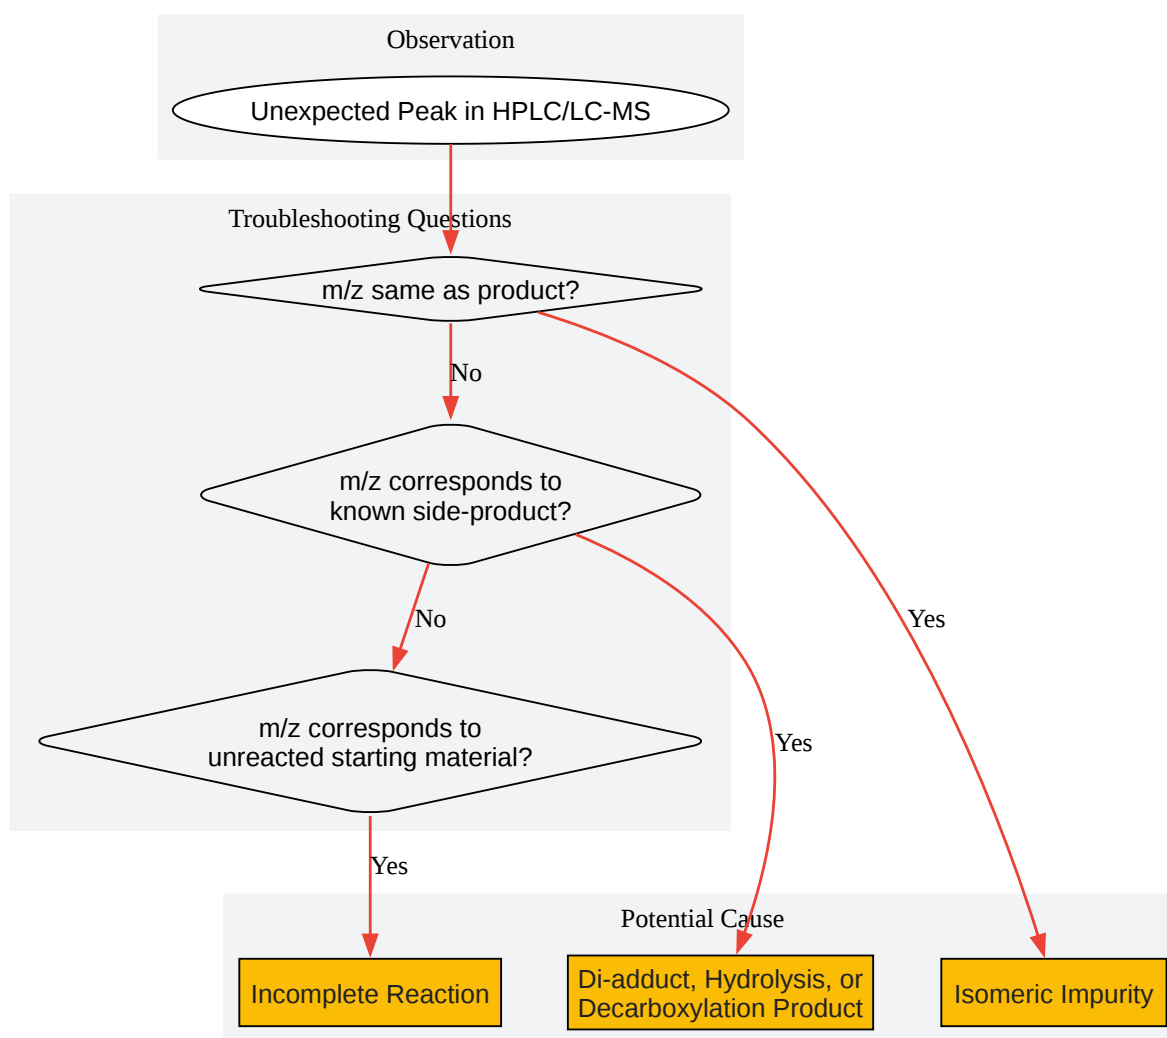 Observation
Unexpected Peak in HPLC/LC-MS
Troubleshooting Questions
m/z same as product?
No
m/z corresponds to
known side-product?
No
Yes
m/z corresponds to
unreacted starting material?
Yes
Yes
Potential Cause
Incomplete Reaction
Di-adduct, Hydrolysis, or
Decarboxylation Product
Isomeric Impurity